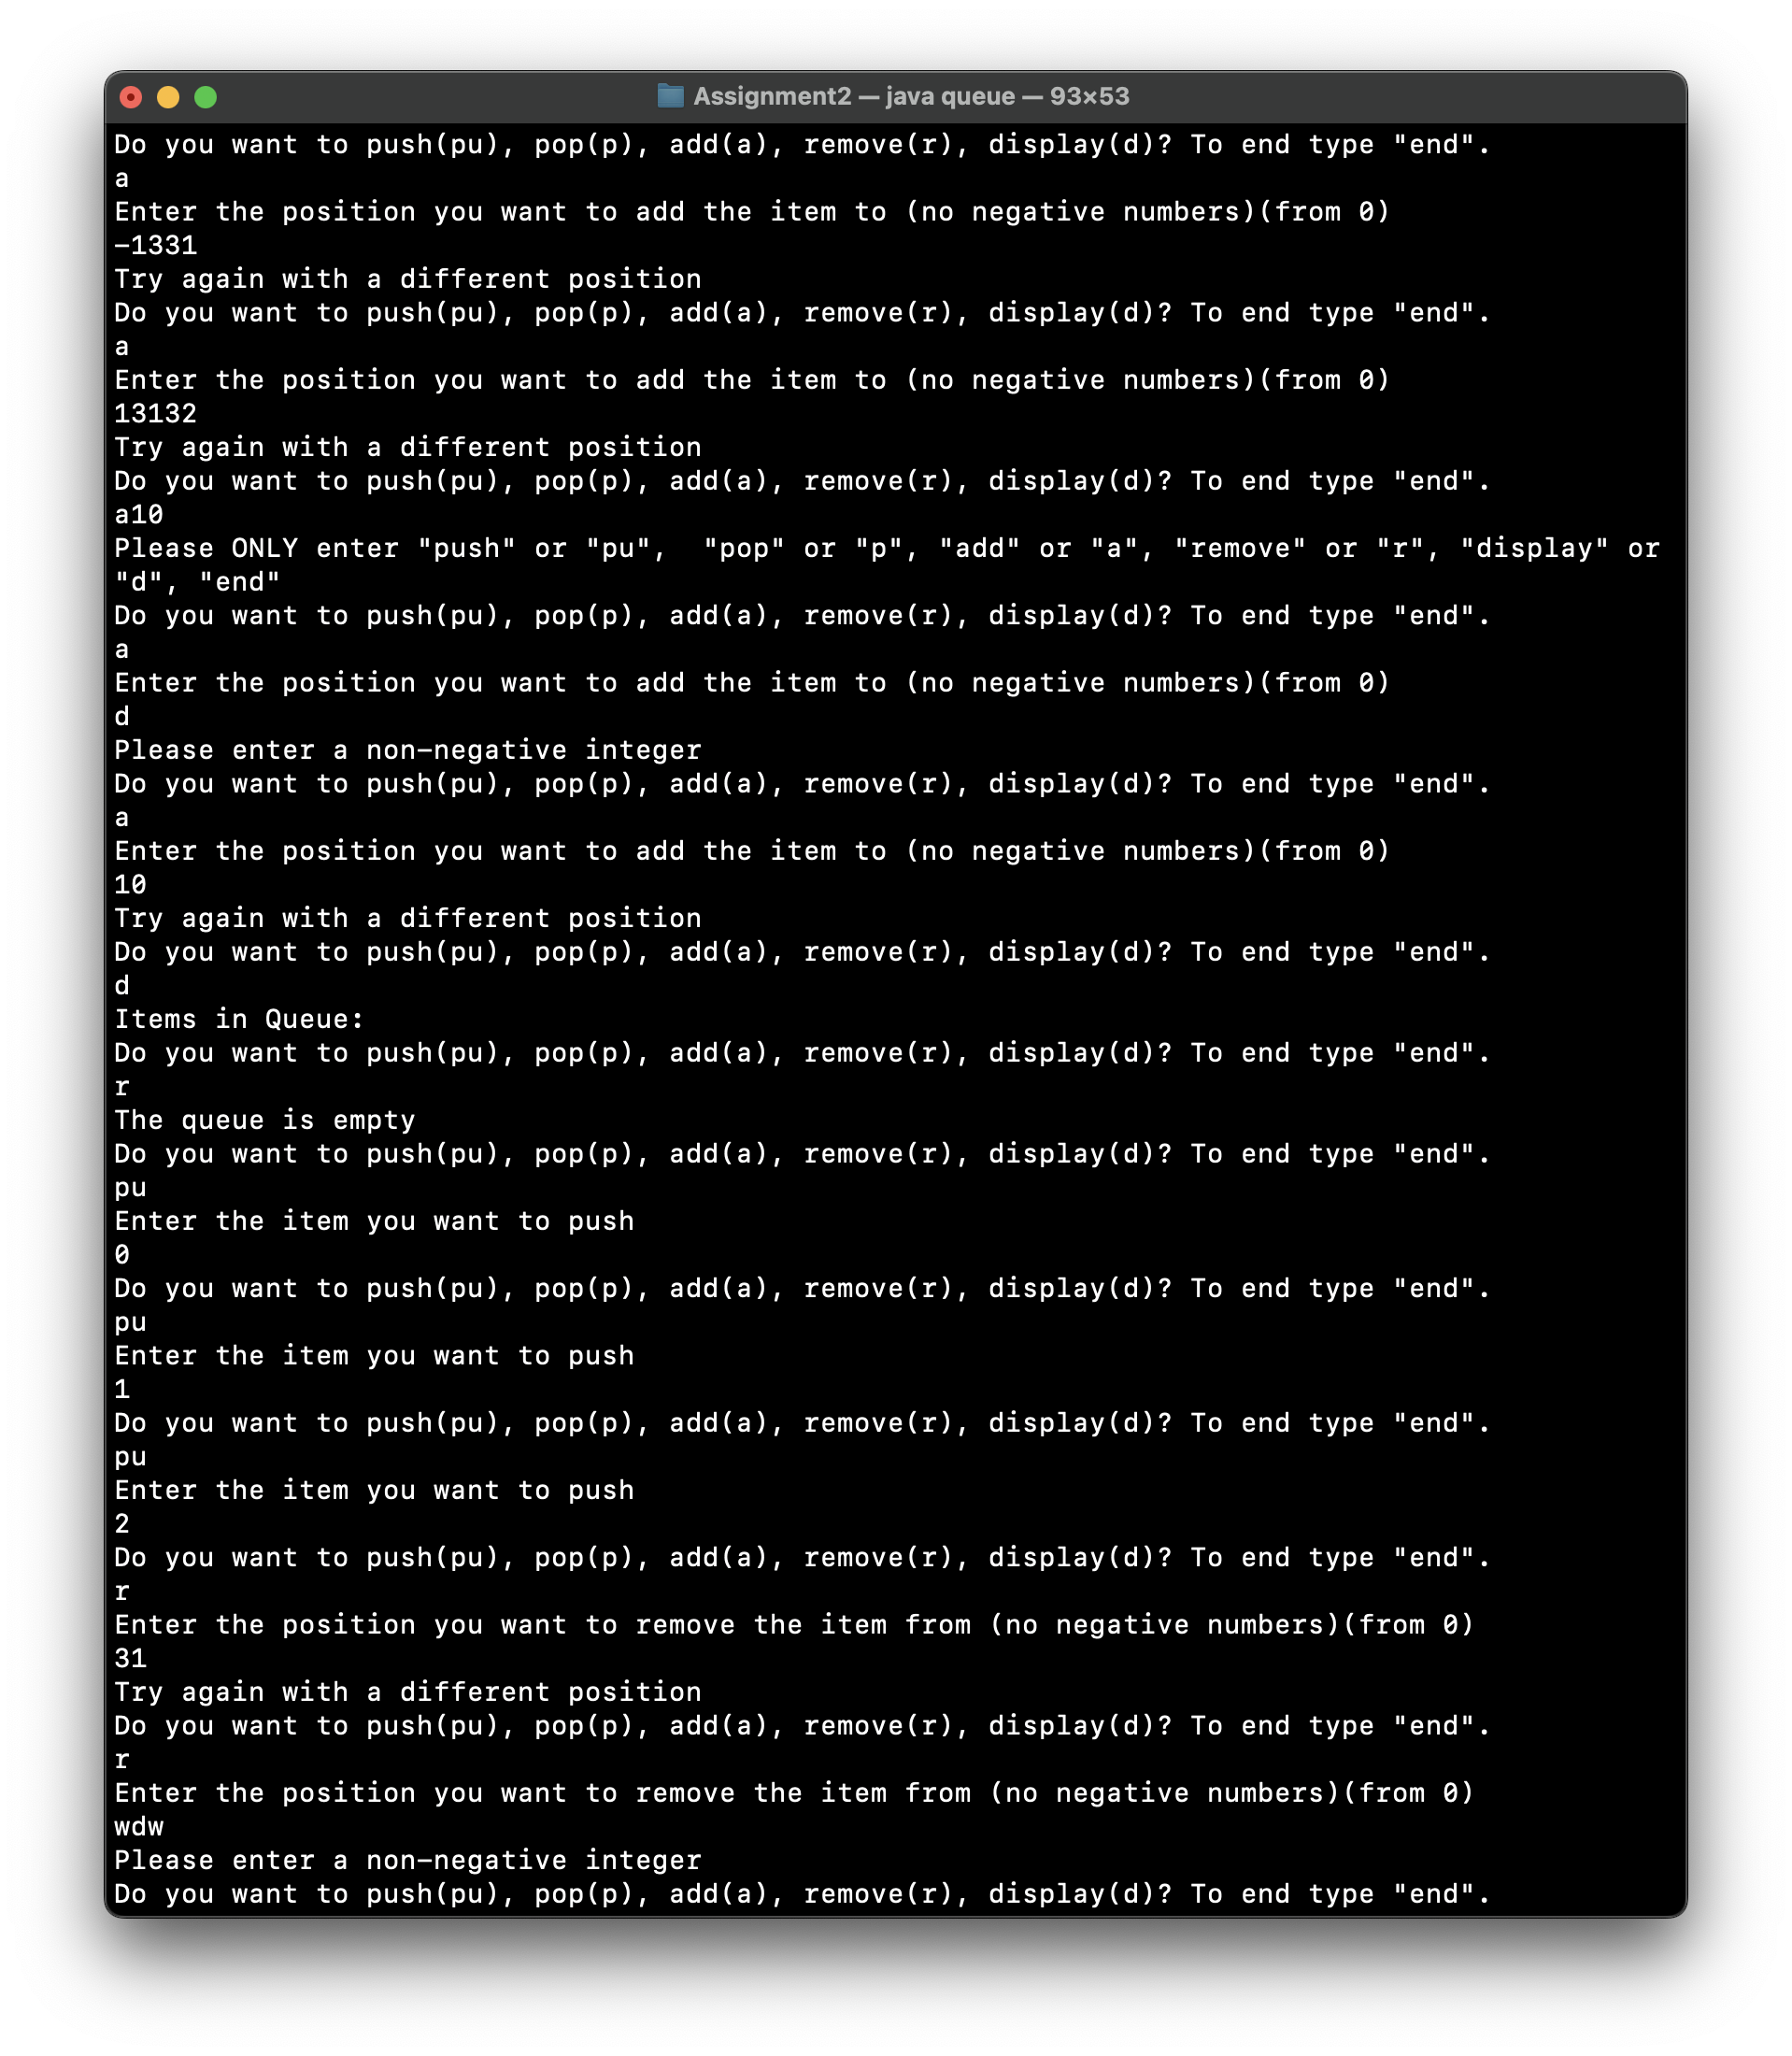 Assignment2 — java queue — 93×53
Do you want to push(pu), pop(p), add(a), remove(r), display(d)? To end type "end".
a
Enter the position you want to add the item to (no negative numbers)(from 0)
-1331
Try again with a different position
Do you want to push(pu), pop(p), add(a), remove(r), display(d)? To end type "end".
a
Enter the position you want to add the item to (no negative numbers)(from 0)
13132
Try again with a different position
Do you want to push(pu), pop(p), add(a), remove(r), display(d)? To end type "end".
a10
Please ONLY enter "push" or "pu",  "pop" or "p", "add" or "a", "remove" or "r", "display" or
"d", "end"
Do you want to push(pu), pop(p), add(a), remove(r), display(d)? To end type "end".
a
Enter the position you want to add the item to (no negative numbers)(from 0)
d
Please enter a non-negative integer
Do you want to push(pu), pop(p), add(a), remove(r), display(d)? To end type "end".
a
Enter the position you want to add the item to (no negative numbers)(from 0)
10
Try again with a different position
Do you want to push(pu), pop(p), add(a), remove(r), display(d)? To end type "end".
d
Items in Queue:
Do you want to push(pu), pop(p), add(a), remove(r), display(d)? To end type "end".
r
The queue is empty
Do you want to push(pu), pop(p), add(a), remove(r), display(d)? To end type "end".
pu
Enter the item you want to push
0
Do you want to push(pu), pop(p), add(a), remove(r), display(d)? To end type "end".
pu
Enter the item you want to push
1
Do you want to push(pu), pop(p), add(a), remove(r), display(d)? To end type "end".
pu
Enter the item you want to push
2
Do you want to push(pu), pop(p), add(a), remove(r), display(d)? To end type "end".
r
Enter the position you want to remove the item from (no negative numbers)(from 0)
31
Try again with a different position
Do you want to push(pu), pop(p), add(a), remove(r), display(d)? To end type "end".
r
Enter the position you want to remove the item from (no negative numbers)(from 0)
wdw
Please enter a non-negative integer
Do you want to push(pu), pop(p), add(a), remove(r), display(d)? To end type "end".